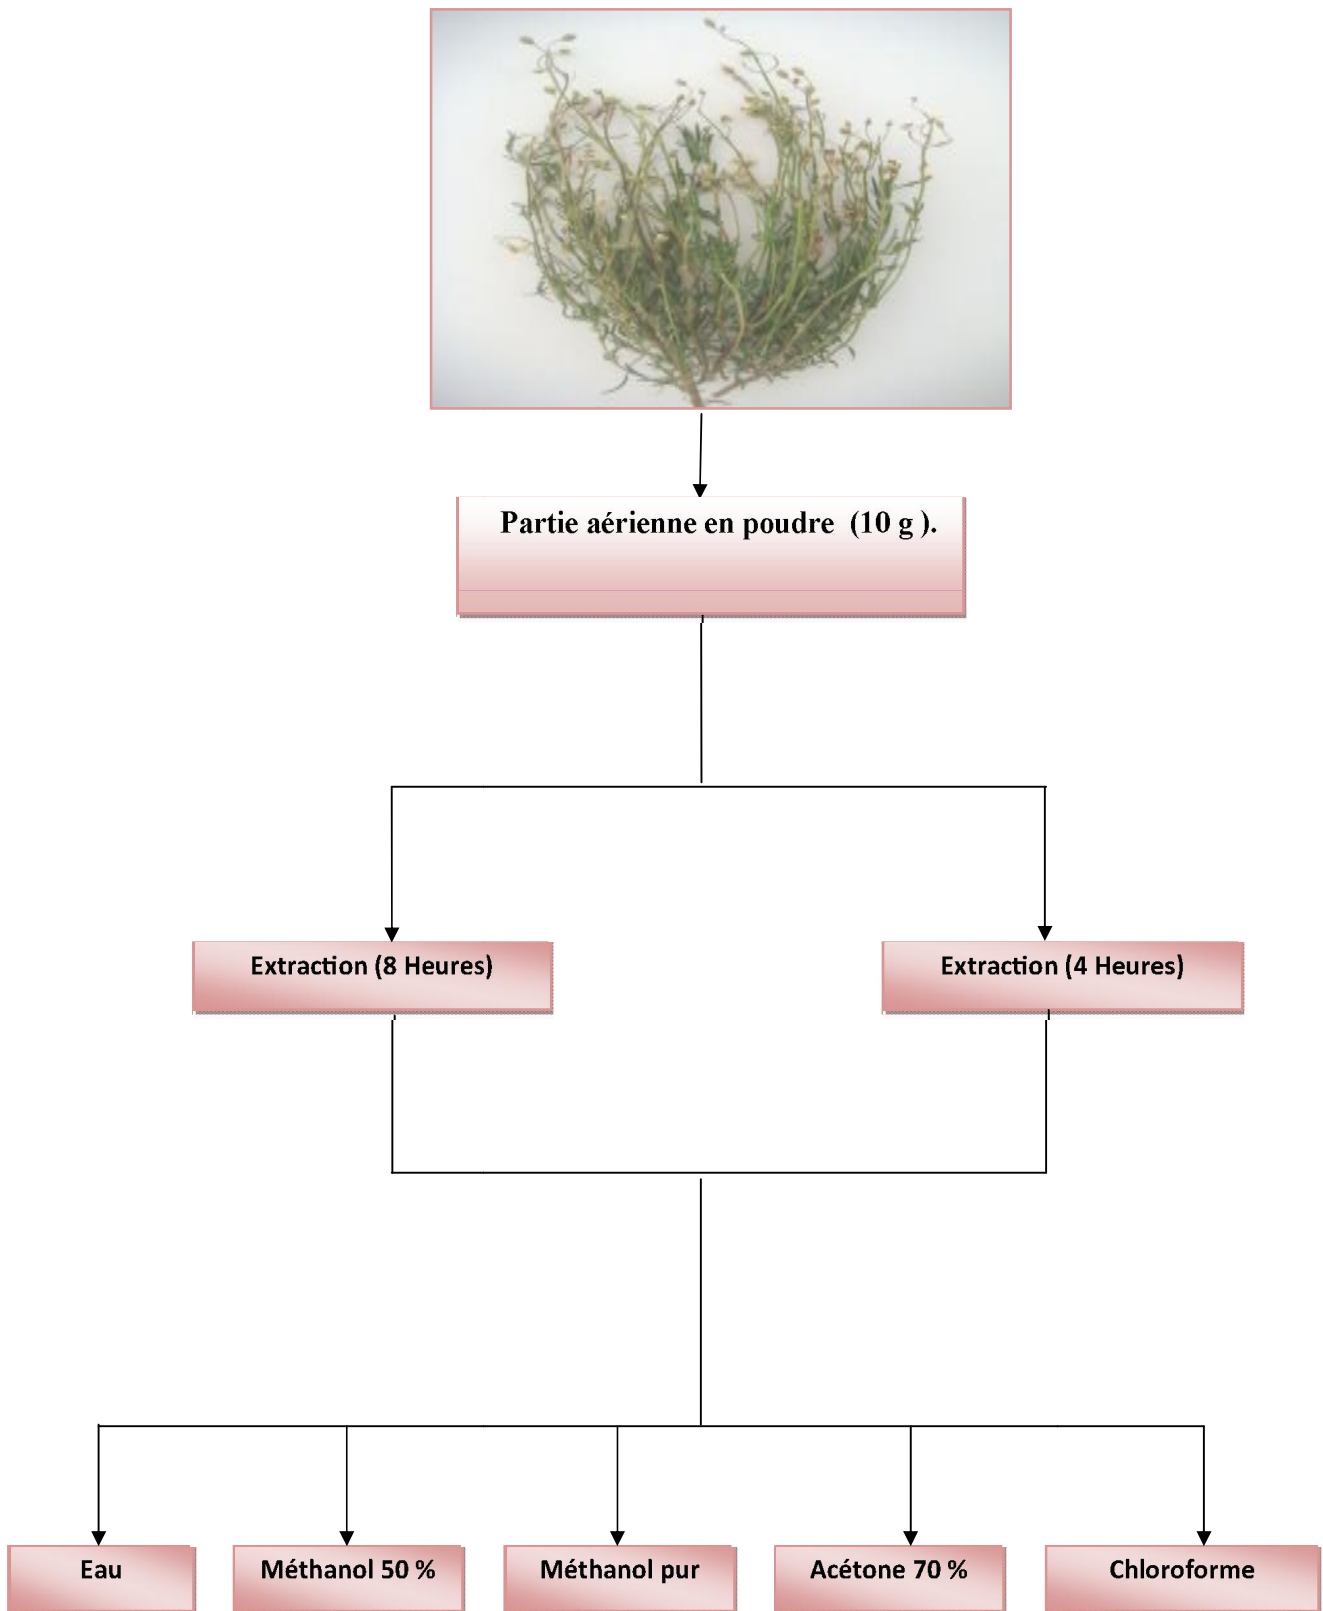 Partie aérienne en poudre (10 g ).
Extraction (8 Heures)
Extraction (4 Heures)
Eau
Méthanol 50 %
Méthanol pur
Acétone 70 %
Chloroforme